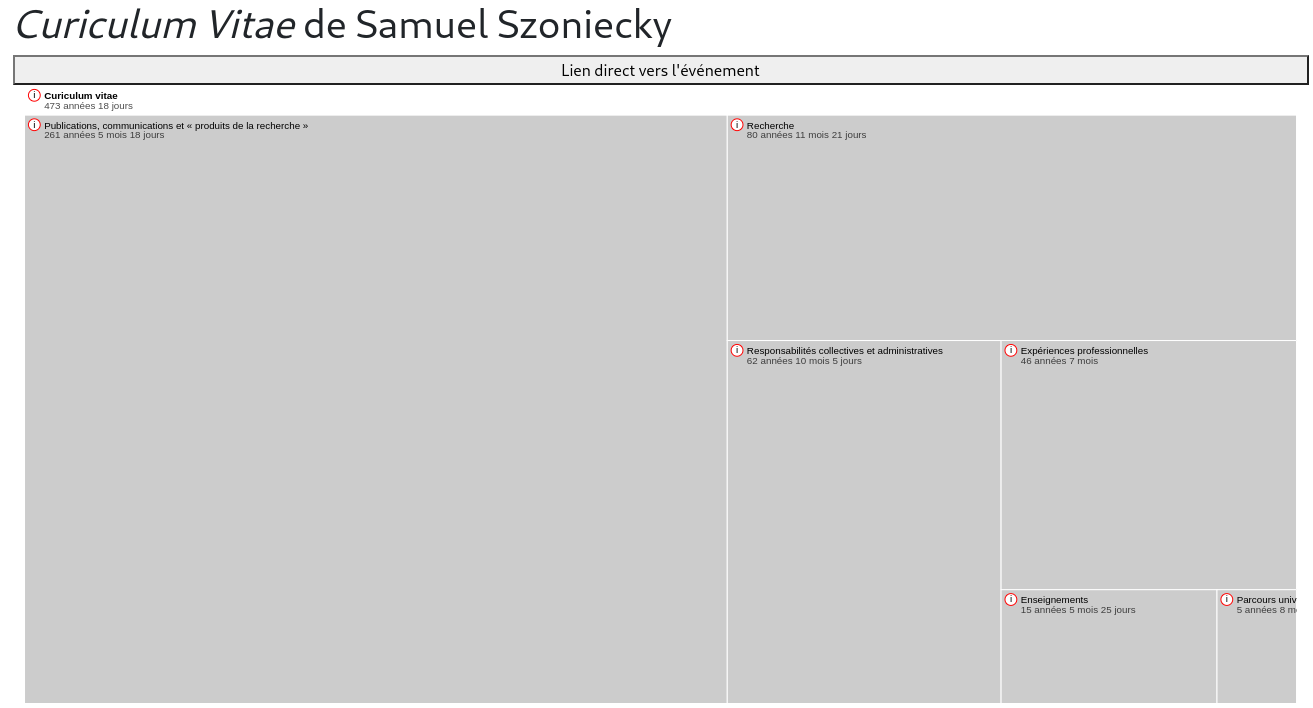 Curiculum Vitae de Samuel Szoniecky
Lien direct vers l'événement
i Curiculum vitae
473 années 18 jours
i Publications, communications et « produits de la recherche »
261 années 5 mois 18 jours
i Recherche
80 années 11 mois 21 jours
i Responsabilités collectives et administratives
62 années 10 mois 5 jours
i Expériences professionnelles
46 années 7 mois
i Enseignements
15 années 5 mois 25 jours
i Parcours univ
5 années 8 m